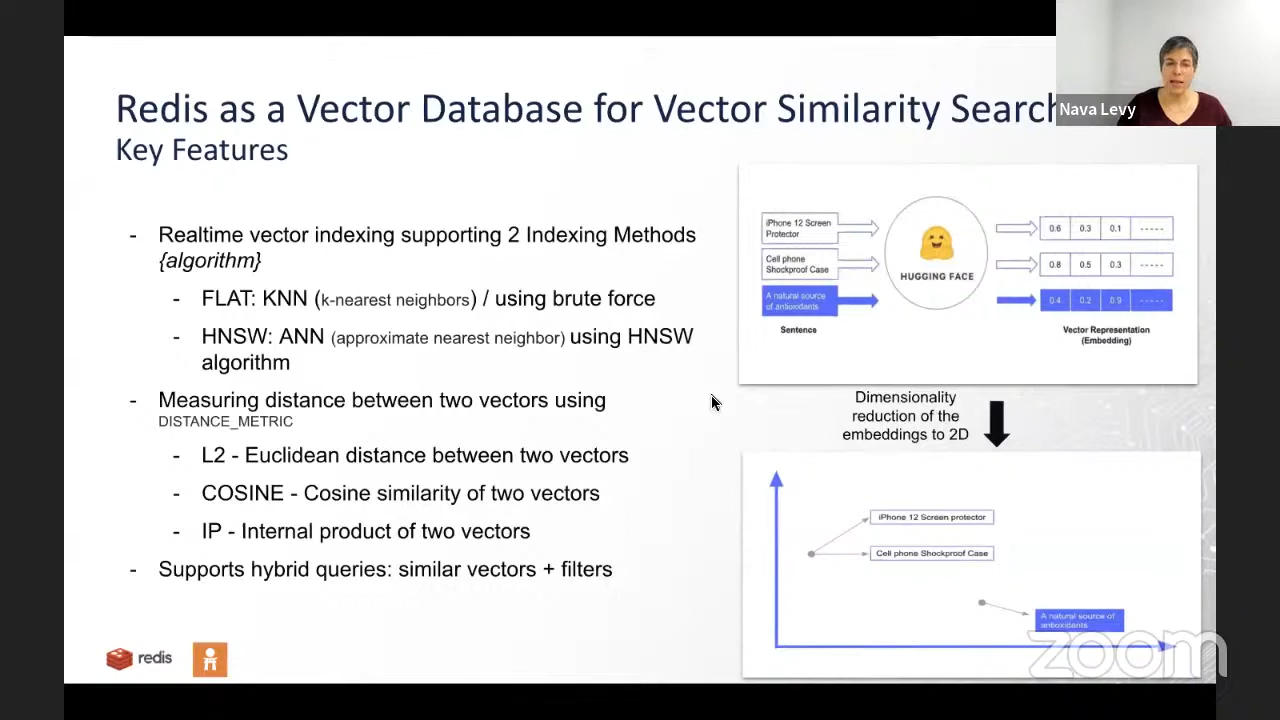 Redis as a Vector Database for Vector Similarity Search
Key Features
Nava Levy
- Realtime vector indexing supporting 2 Indexing Methods
{algorithm}
- FLAT: KNN (k-nearest neighbors) / using brute force
- HNSW: ANN (approximate nearest neighbor) using HNSW
algorithm
- Measuring distance between two vectors using
DISTANCE_METRIC
- L2 - Euclidean distance between two vectors
- COSINE - Cosine similarity of two vectors
- IP - Internal product of two vectors
- Supports hybrid queries: similar vectors + filters
iPhone 12 Screen
Protector
Cell phone
Shockproof Case
A natural source
of antioxidants
Sentence
HUGGING FACE
0.6 0.3 0.1 -----
0.8 0.5 0.3 -----
0.4 0.2 0.9 -----
Vector Representation
(Embedding)
Dimensionality
reduction of the
embeddings to 2D
iPhone 12 Screen protector
Cell phone Shockproof Case
A natural source of
antioxidants
redis
zoom